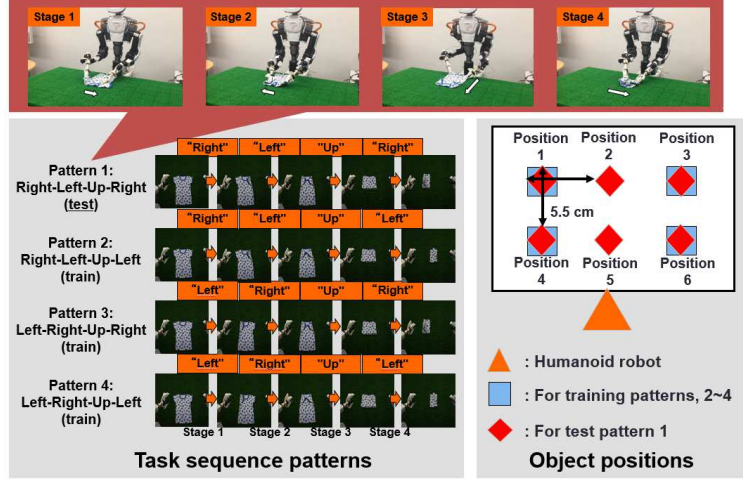 Stage 1
Stage 2
Stage 3
Stage 4
"Right"
"Left"
"Up"
"Right"
Pattern 1:
Right-Left-Up-Right
(test)
"Right"
"Left"
"Up"
"Left"
Pattern 2:
Right-Left-Up-Left
(train)
"Left"
"Right"
"Up"
"Right"
Pattern 3:
Left-Right-Up-Right
(train)
"Left"
"Right"
"Up"
"Left"
Pattern 4:
Left-Right-Up-Left
(train)
Stage 1
Stage 2
Stage 3
Stage 4
Task sequence patterns
Position
1
Position
2
Position
3
5.5 cm
Position
4
Position
5
Position
6
: Humanoid robot
: For training patterns, 2~4
: For test pattern 1
Object positions